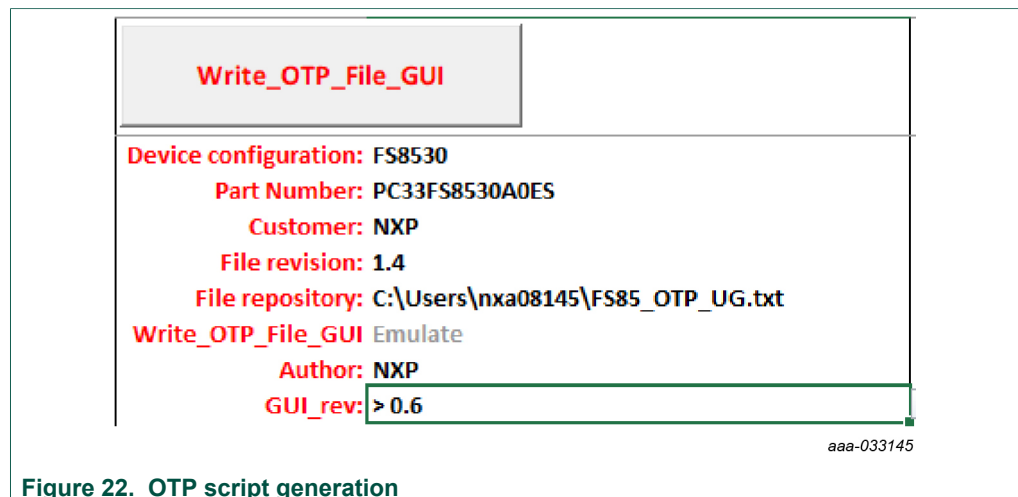 Write_OTP_File_GUI
Device configuration: FS8530
Part Number: PC33FS8530A0ES
Customer: NXP
File revision: 1.4
File repository: C:\Users\nxa08145\FS85_OTP_UG.txt
Write_OTP_File_GUI Emulate
Author: NXP
GUI_rev: > 0.6
aaa-033145
Figure 22. OTP script generation